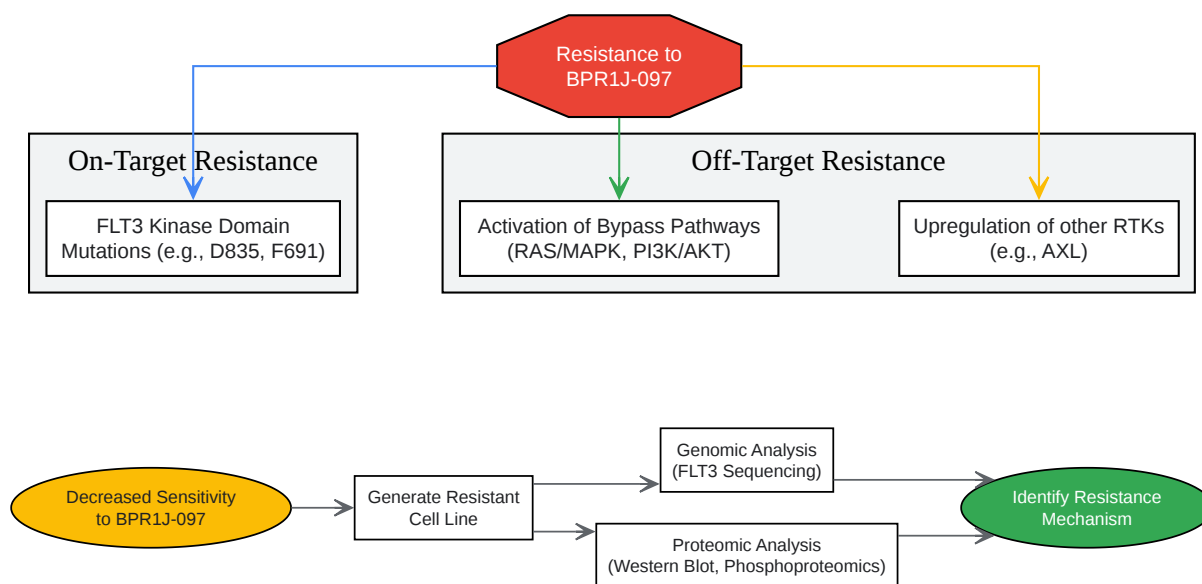 Resistance to
BPR1J-097
On-Target Resistance
Off-Target Resistance
FLT3 Kinase Domain
Mutations (e.g., D835, F691)
Activation of Bypass Pathways
(RAS/MAPK, PI3K/AKT)
Upregulation of other RTKs
(e.g., AXL)
Decreased Sensitivity
to BPR1J-097
Generate Resistant
Cell Line
Genomic Analysis
(FLT3 Sequencing)
Proteomic Analysis
(Western Blot, Phosphoproteomics)
Identify Resistance
Mechanism